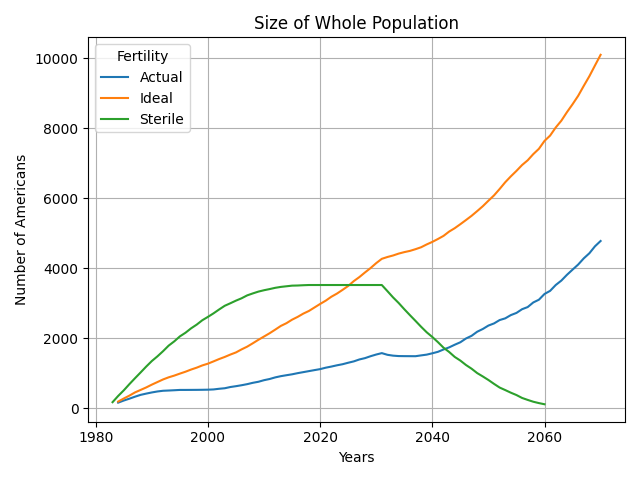 Size of Whole Population
Fertility
Actual
Ideal
Sterile
10000
8000
6000
4000
2000
0
Number of Americans
1980
2000
2020
2040
2060
Years